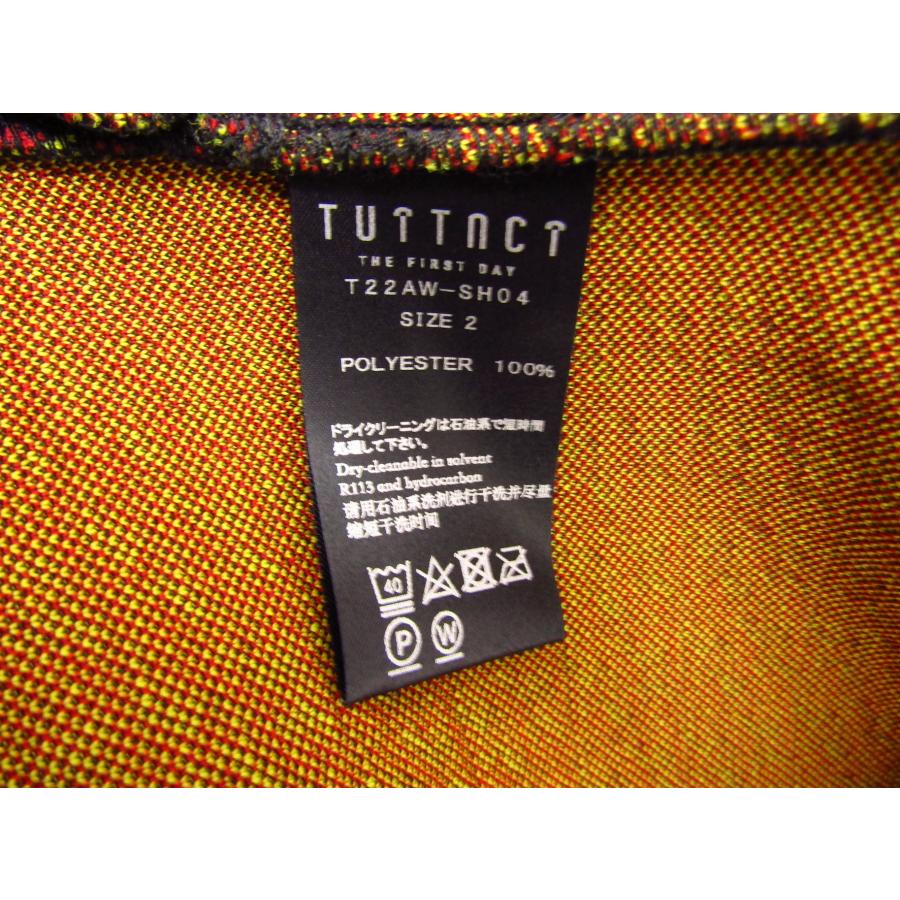 TUTTACT
THE FIRST DAY
T22AW-SH04
SIZE 2
POLYESTER 100%
ドライクリーニングは石油系で短時間
処理して下さい。
Dry-cleanable in solvent
R113 and hydrocarbon
适用石油系洗剂进行干洗并尽量
缩短干洗时间
40
P W